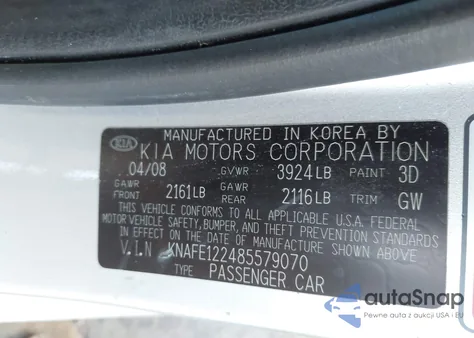 MANUFACTURED IN KOREA BY
KIA KIA MOTORS CORPORATION
04/08 GVWR 3924LB PAINT 3D
GAWR FRONT 2161LB GAWR REAR 2116LB TRIM GW
THIS VEHICLE CONFORMS TO ALL APPLICABLE U.S.A. FEDERAL
MOTOR VEHICLE SAFETY, BUMPER, AND THEFT PREVENTION STANDARDS
IN EFFECT ON THE DATE OF MANUFACTURE SHOWN ABOVE.
V.I.N KNAFE122485579070
TYPE PASSENGER CAR
autoSnap
Pewne auta z aukcji USA i EU